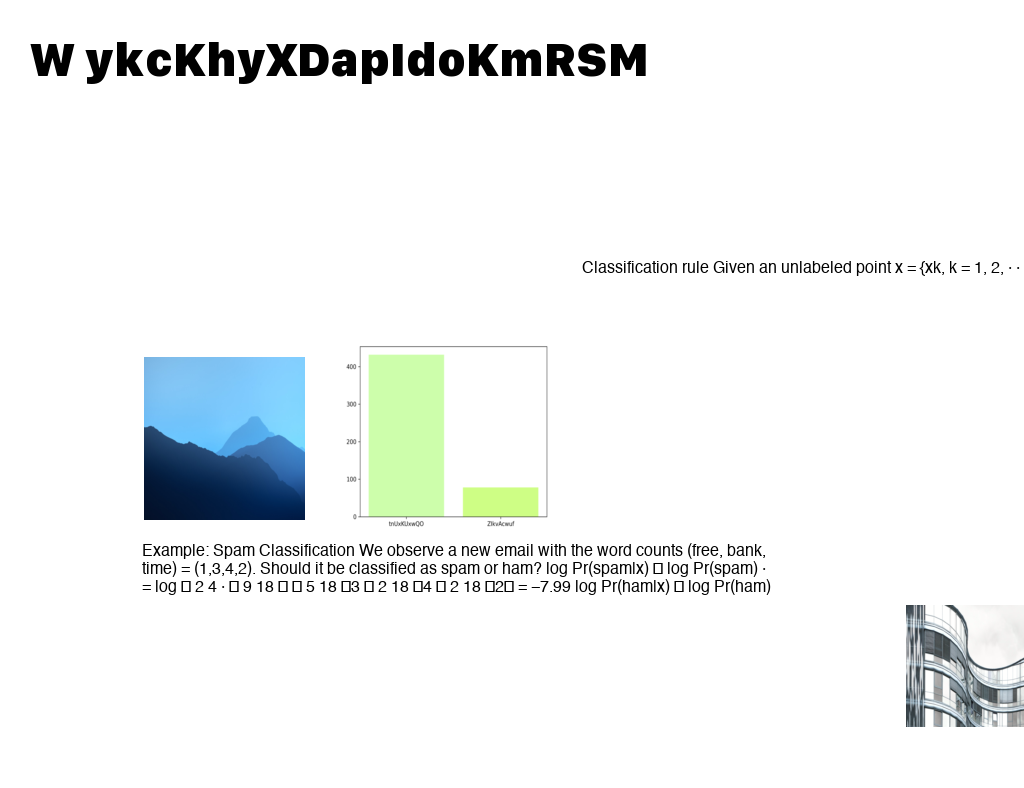 W ykcKhyXDapIdoKmRSM
Classification rule Given an unlabeled point x = {xk, k = 1, 2, · ·
400
300
200
100
0
tnUxKUxwQO
ZlkvAcwuf
Example: Spam Classification We observe a new email with the word counts (free, bank,
time) = (1,3,4,2). Should it be classified as spam or ham? log Pr(spam|x) □ log Pr(spam) ·
= log □ 2 4 · □ 9 18 □ □ 5 18 □3 □ 2 18 □4 □ 2 18 □2□ = −7.99 log Pr(ham|x) □ log Pr(ham)